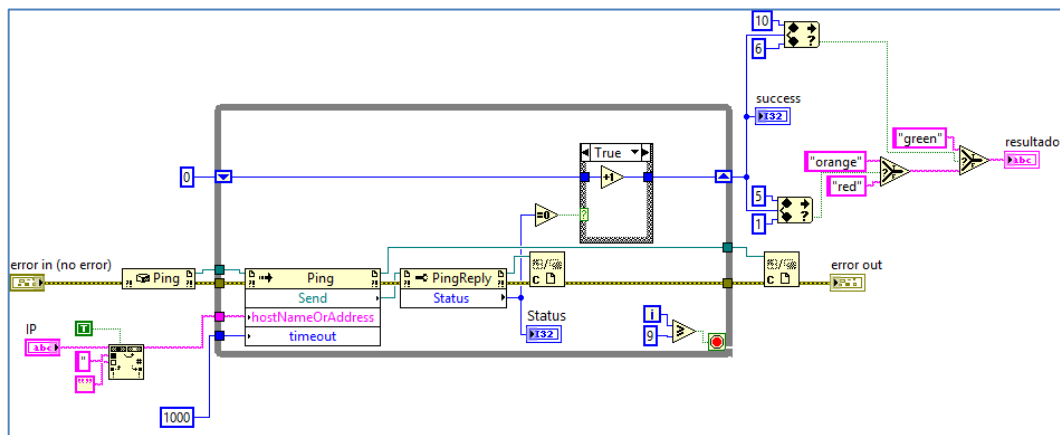 10
6
success
I32
"green"
resultado
abc
True
+1
0
"orange"
"red"
5
1
=0
?
error in (no error)
Ping
Ping
PingReply
error out
Send
Status
hostNameOrAddress
timeout
Status
I32
i
9
IP
abc
T
1000